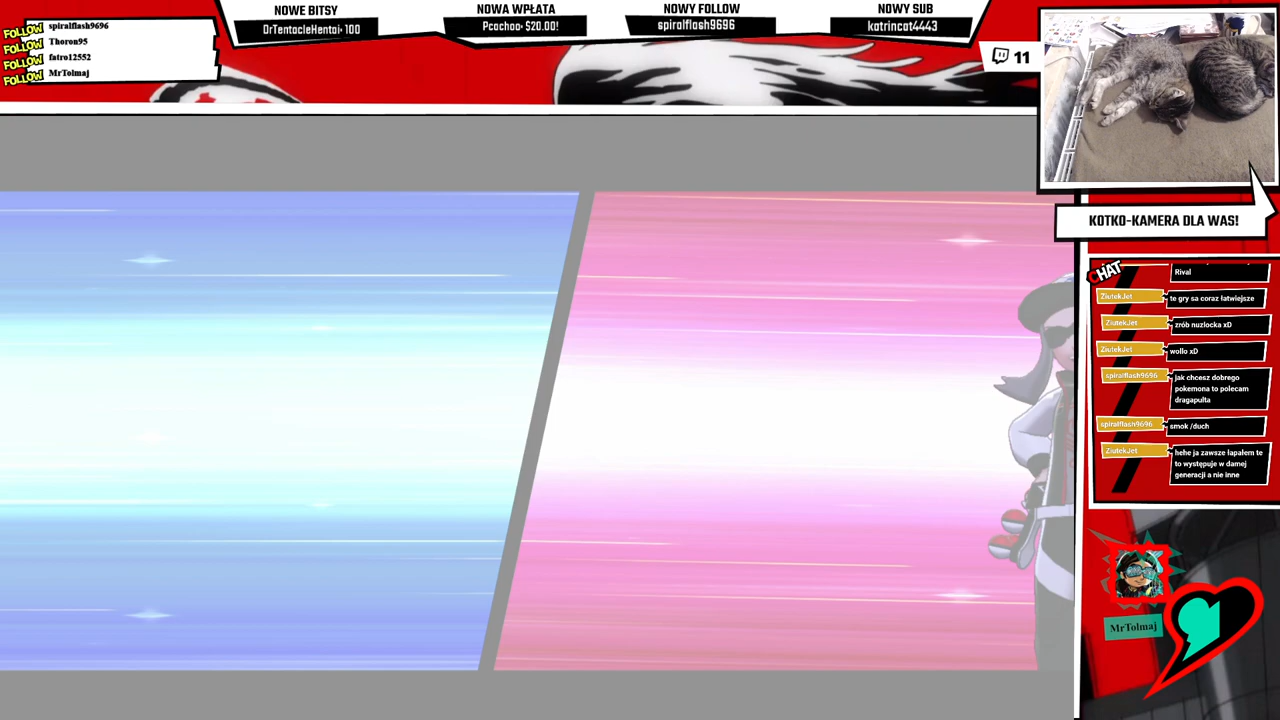 FOLLOW spiralflash9696
FOLLOW Thoron95
FOLLOW fatro12552
FOLLOW MrTolmaj
NOWE BITSY
DrTentacleHentai: 100
NOWA WPŁATA
Pcochao: $20.00!
NOWY FOLLOW
spiralflash9696
NOWY SUB
katrincat4443
11
KOTKO-KAMERA DLA WAS!
CHAT
Rival
ZiutekJet te gry sa coraz łatwiejsze
ZiutekJet zrób nuzlocka xD
ZiutekJet wollo xD
spiralflash9696 jak chcesz dobrego
pokemona to polecam
dragapulta
spiralflash9696 smok /duch
ZiutekJet hehe ja zawsze łapałem te
to występuje w damej
generacji a nie inne
MrTolmaj